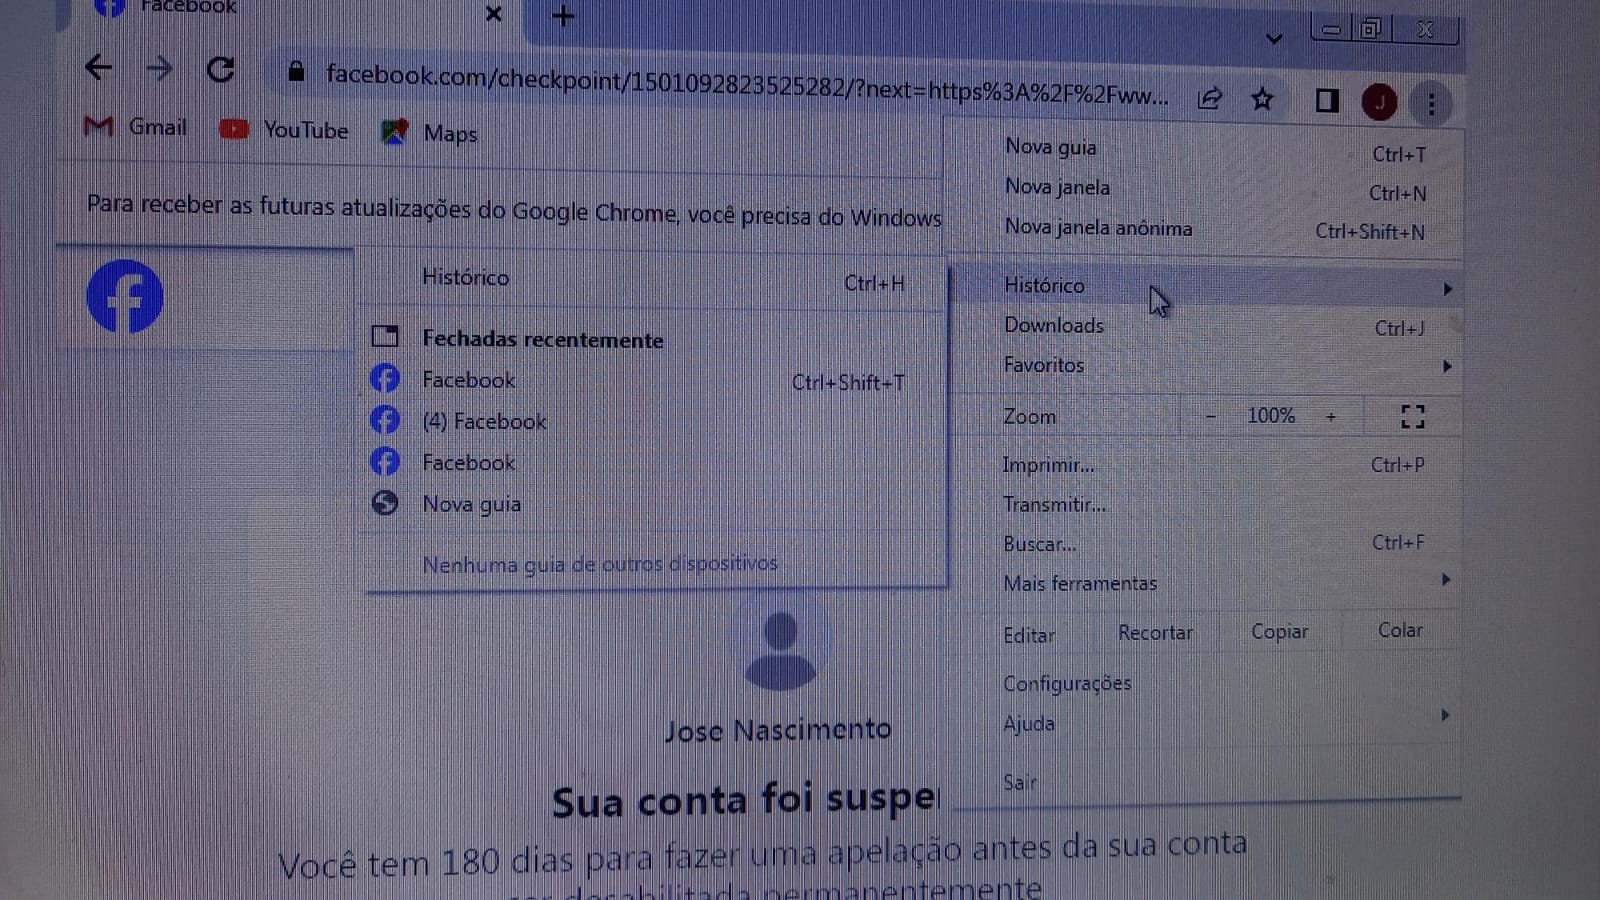 Facebook
facebook.com/checkpoint/1501092823525282/?next=https%3A%2F%2Fww...
J
Gmail YouTube Maps
Para receber as futuras atualizações do Google Chrome, você precisa do Windows
Nova guia Ctrl+T
Nova janela Ctrl+N
Nova janela anônima Ctrl+Shift+N
Histórico
Downloads Ctrl+J
Favoritos
Zoom - 100% +
Imprimir... Ctrl+P
Transmitir...
Buscar... Ctrl+F
Mais ferramentas
Editar Recortar Copiar Colar
Configurações
Ajuda
Sair
Histórico Ctrl+H
Fechadas recentemente
Facebook Ctrl+Shift+T
(4) Facebook
Facebook
Nova guia
Nenhuma guia de outros dispositivos
Jose Nascimento
Sua conta foi suspe
Você tem 180 dias para fazer uma apelação antes da sua conta
desabilitada permanentemente